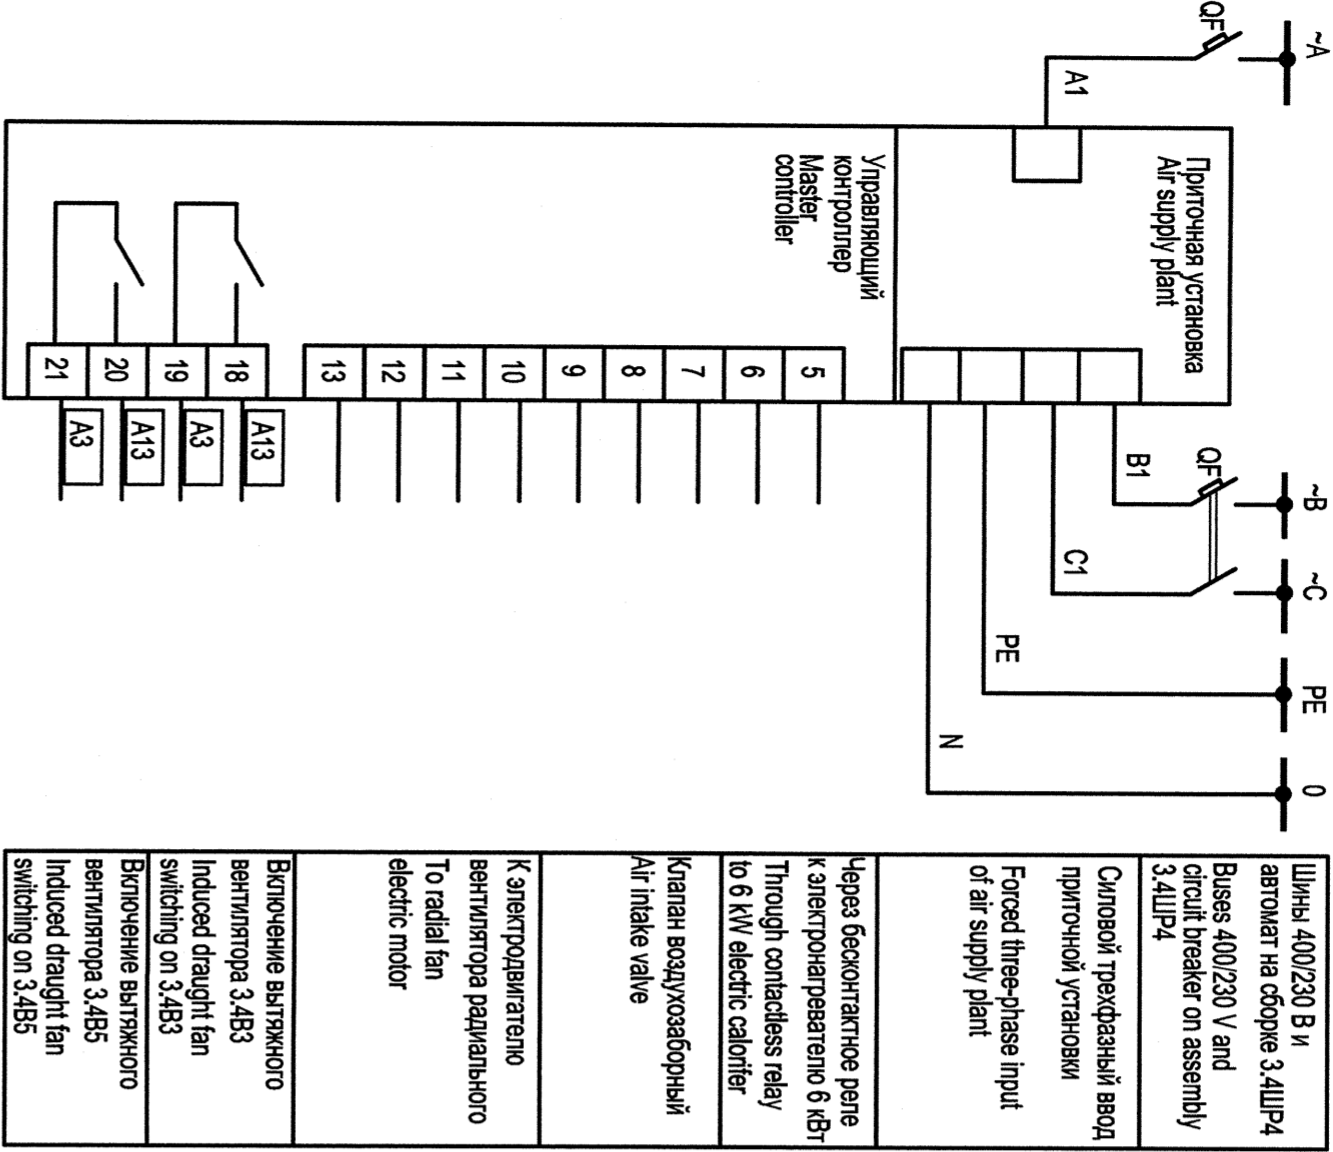 ~A
QF
A1
Приточная установка
Air supply plant
Управляющий
контроллер
Master
controller
5
6
7
8
9
10
11
12
13
18
19
20
21
A13
A3
A13
A3
~B
~C
PE
0
QF
B1
C1
PE
N
Шины 400/230 В и
автомат на сборке 3.4ШР4
Buses 400/230 V and
circuit breaker on assembly
3.4ШР4
Силовой трехфазный ввод
приточной установки
Forced three-phase input
of air supply plant
Через бесконтактное реле
к электронагревателю 6 кВт
Through contactless relay
to 6 kW electric calorifer
Клапан воздухозаборный
Air intake valve
К электродвигателю
вентилятора радиального
To radial fan
electric motor
Включение вытяжного
вентилятора 3.4В3
Induced draught fan
switching on 3.4В3
Включение вытяжного
вентилятора 3.4В5
Induced draught fan
switching on 3.4В5